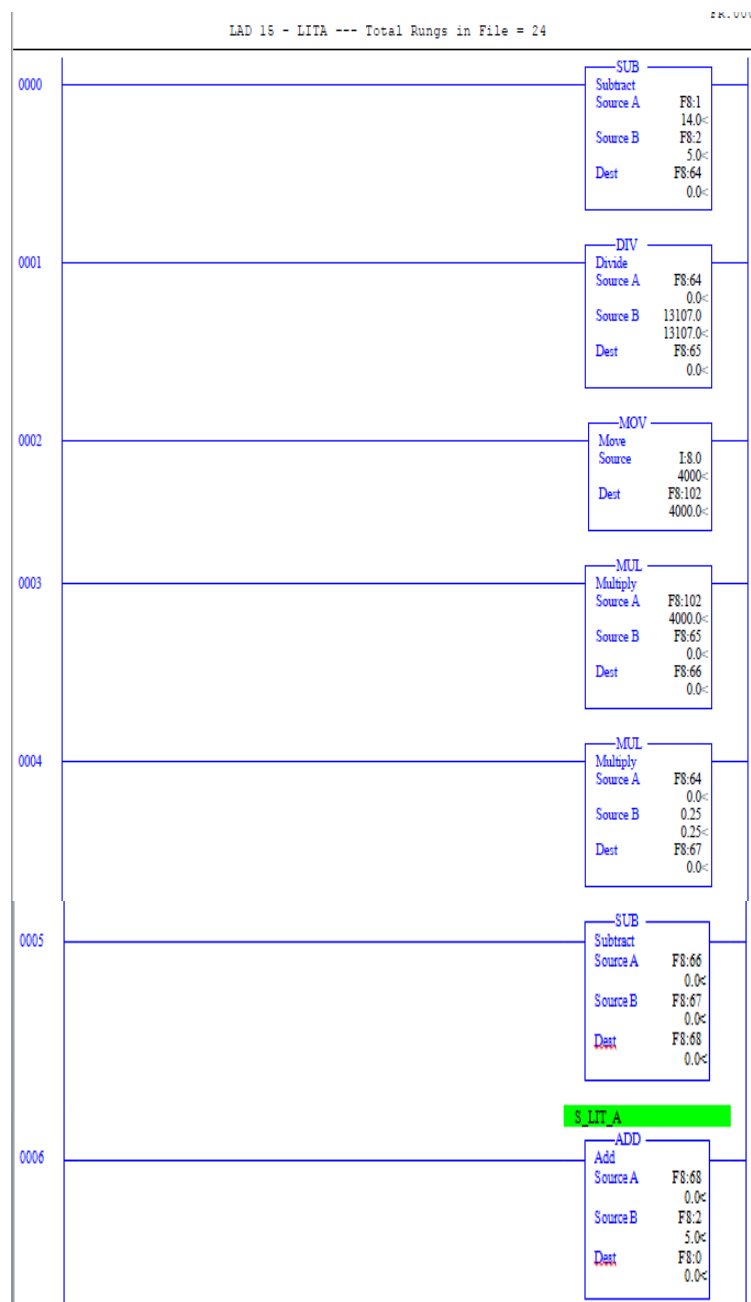 LAD 15 - LITA --- Total Rungs in File = 24
0000
SUB
Subtract
Source A F8:1
14.0<
Source B F8:2
5.0<
Dest F8:64
0.0<
0001
DIV
Divide
Source A F8:64
0.0<
Source B 13107.0
13107.0<
Dest F8:65
0.0<
0002
MOV
Move
Source I:8.0
4000<
Dest F8:102
4000.0<
0003
MUL
Multiply
Source A F8:102
4000.0<
Source B F8:65
0.0<
Dest F8:66
0.0<
0004
MUL
Multiply
Source A F8:64
0.0<
Source B 0.25
0.25<
Dest F8:67
0.0<
0005
SUB
Subtract
Source A F8:66
0.0<
Source B F8:67
0.0<
Dest F8:68
0.0<
S_LIT_A
0006
ADD
Add
Source A F8:68
0.0<
Source B F8:2
5.0<
Dest F8:0
0.0<